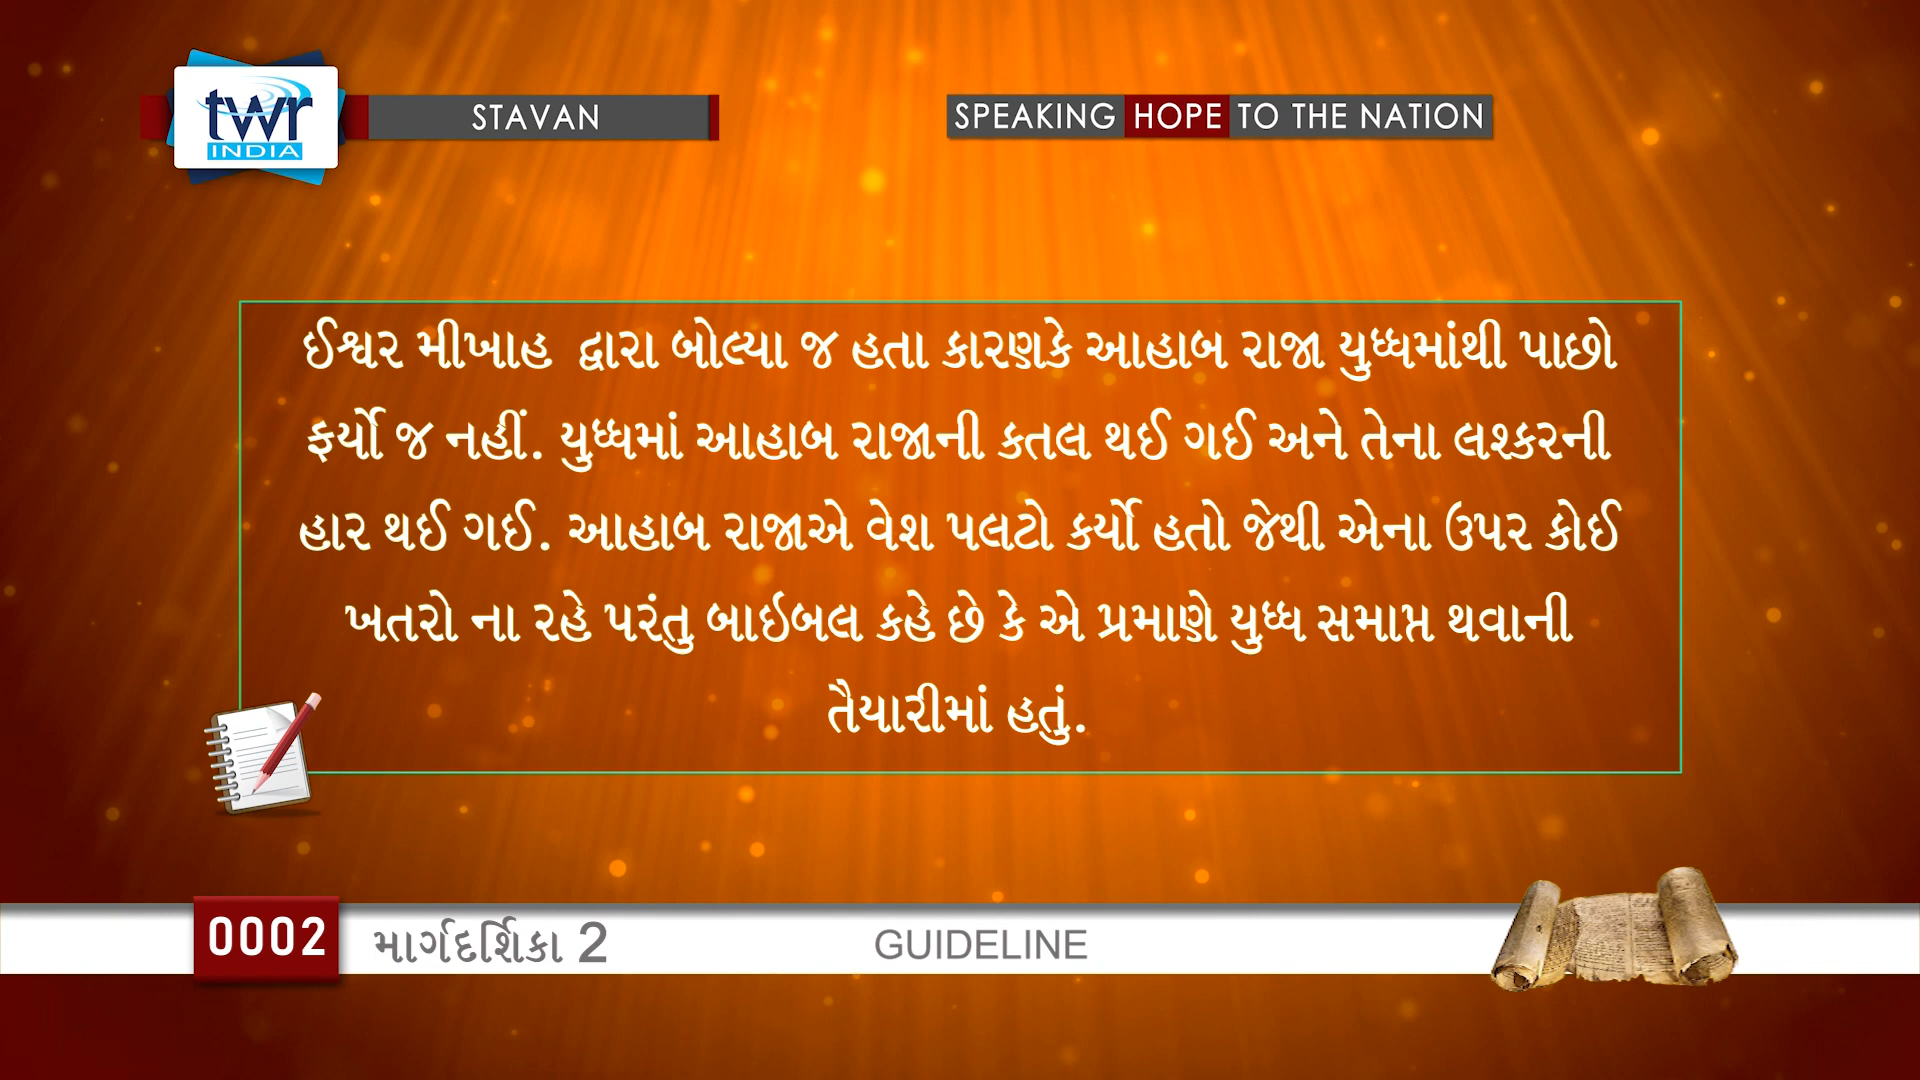 twr
INDIA
STAVAN
SPEAKING HOPE TO THE NATION
ઈશ્વર મીખાહ  દ્વારા બોલ્યા જ હતા કારણકે આહાબ રાજા યુધ્ધમાંથી પાછો
ફર્યો જ નહીં. યુધ્ધમાં આહાબ રાજાની કતલ થઈ ગઈ અને તેના લશ્કરની
હાર થઈ ગઈ. આહાબ રાજાએ વેશ પલટો કર્યો હતો જેથી એના ઉપર કોઈ
ખતરો ના રહે પરંતુ બાઇબલ કહે છે કે એ પ્રમાણે યુધ્ધ સમાપ્ત થવાની
તૈયારીમાં હતું.
0002
માર્ગદર્શિકા 2
GUIDELINE